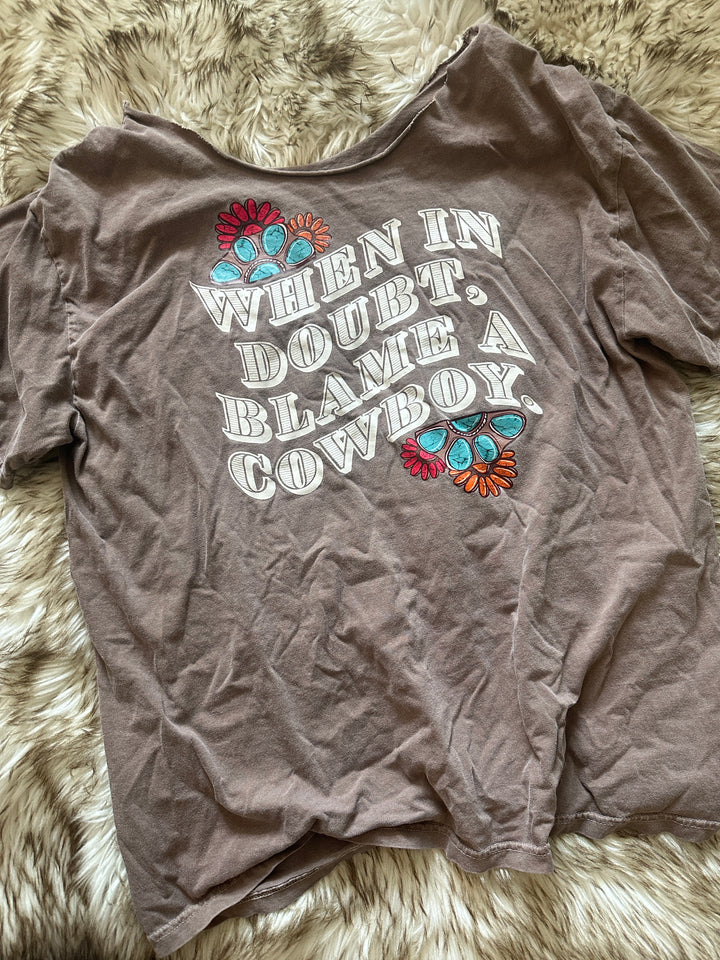 WHEN IN
DOUBT,
BLAME A
COWBOY.